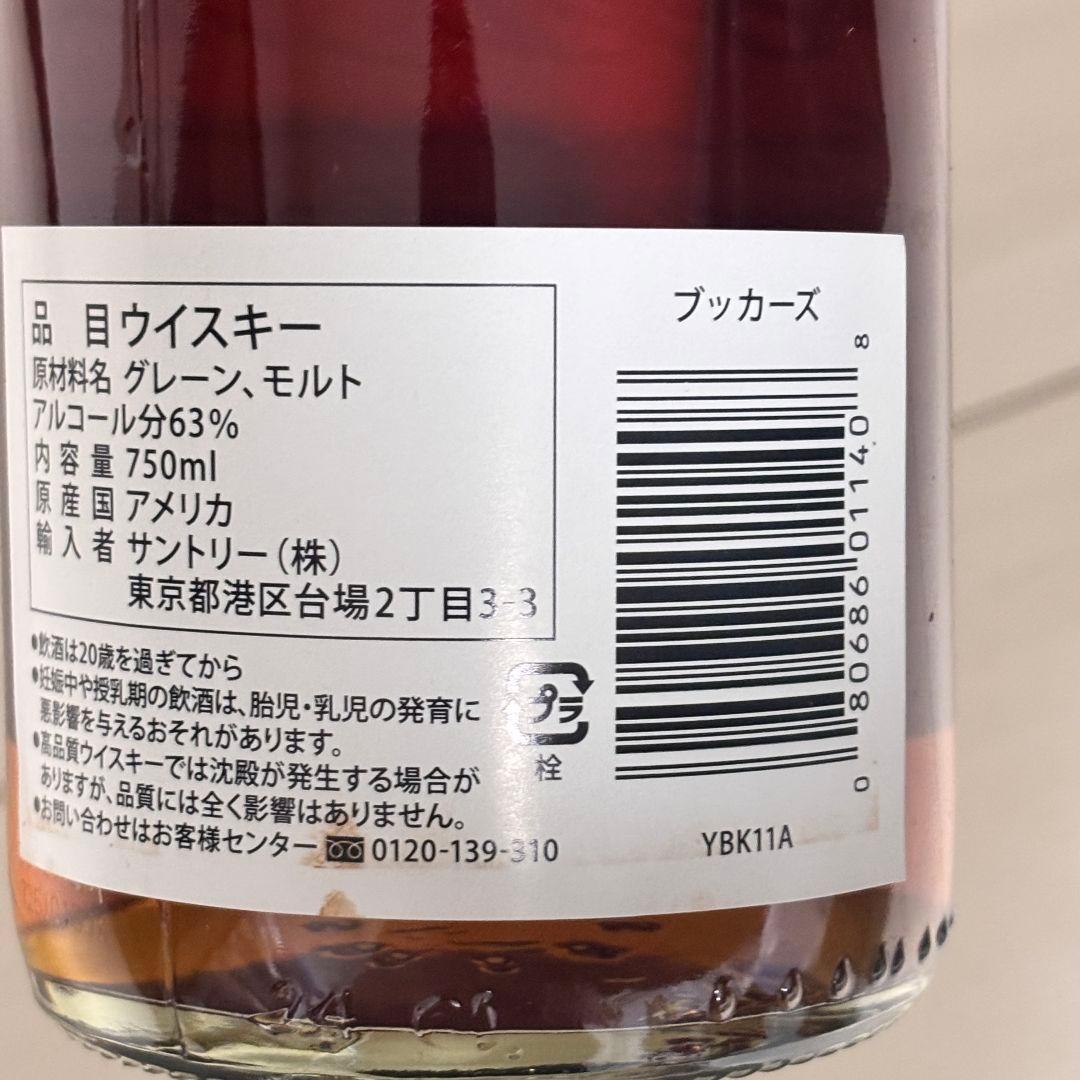 品 目 ウイスキー
原材料名 グレーン、モルト
アルコール分63%
内容量 750ml
原産国 アメリカ
輸入者 サントリー(株)
東京都港区台場2丁目3-3
●飲酒は20歳を過ぎてから
●妊娠中や授乳期の飲酒は、胎児・乳児の発育に
悪影響を与えるおそれがあります。
●高品質ウイスキーでは沈殿が発生する場合が
ありますが、品質には全く影響はありません。
●お問い合わせはお客様センター 0120-139-310
プラ
栓
ブッカーズ
0 80686 01140 8
YBK11A